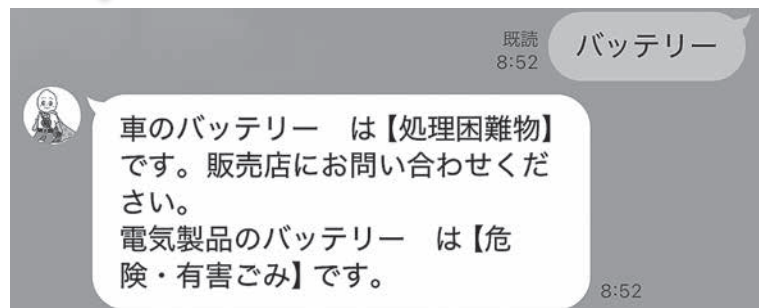 既読
8:52
バッテリー
車のバッテリー　は【処理困難物】
です。販売店にお問い合わせくだ
さい。
電気製品のバッテリー　は【危
険・有害ごみ】です。
8:52